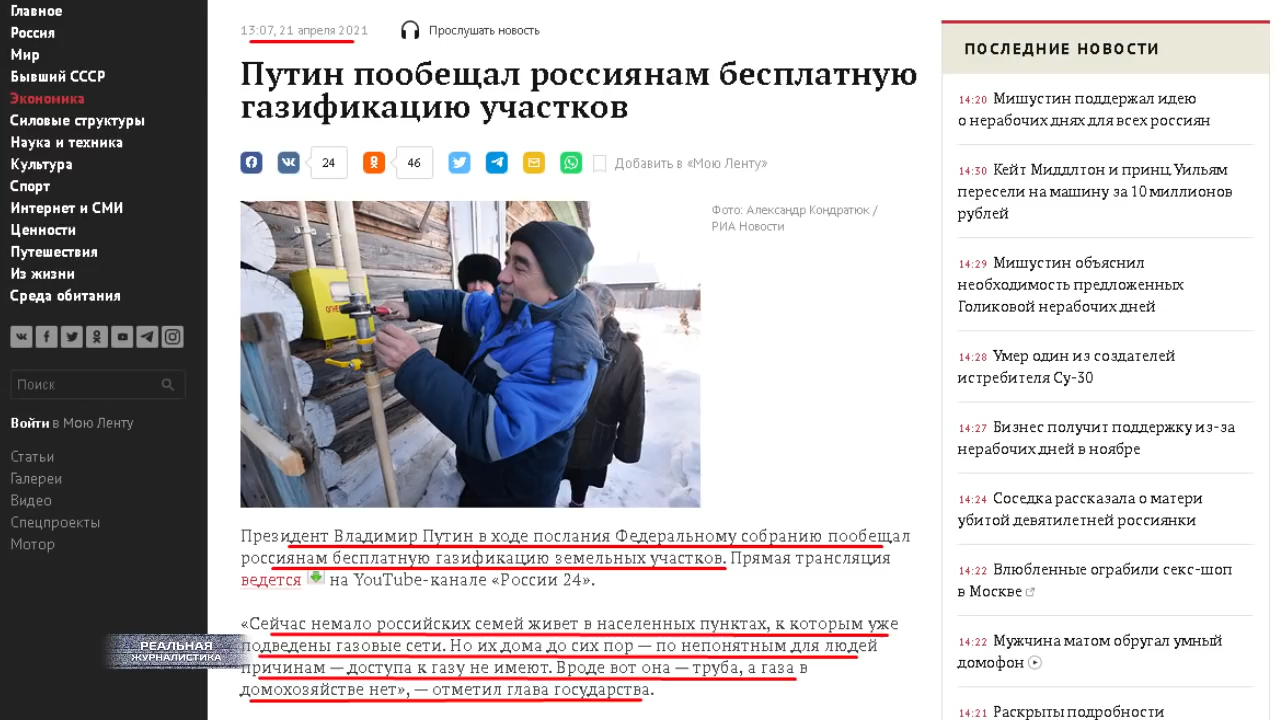 Главное
Россия
Мир
Бывший СССР
Экономика
Силовые структуры
Наука и техника
Культура
Спорт
Интернет и СМИ
Ценности
Путешествия
Из жизни
Среда обитания
Поиск
Войти в Мою Ленту
Статьи
Галереи
Видео
Спецпроекты
Мотор
13:07, 21 апреля 2021
Прослушать новость
Путин пообещал россиянам бесплатную
газификацию участков
24
46
Добавить в «Мою Ленту»
Фото: Александр Кондратюк /
РИА Новости
Президент Владимир Путин в ходе послания Федеральному собранию пообещал
россиянам бесплатную газификацию земельных участков. Прямая трансляция
ведется на YouTube-канале «России 24».
«Сейчас немало российских семей живет в населенных пунктах, к которым уже
подведены газовые сети. Но их дома до сих пор — по непонятным для людей
причинам — доступа к газу не имеют. Вроде вот она — труба, а газа в
домохозяйстве нет», — отметил глава государства.
РЕАЛЬНАЯ
ЖУРНАЛИСТИКА
ПОСЛЕДНИЕ НОВОСТИ
14:20 Мишустин поддержал идею
о нерабочих днях для всех россиян
14:30 Кейт Миддлтон и принц Уильям
пересели на машину за 10 миллионов
рублей
14:29 Мишустин объяснил
необходимость предложенных
Голиковой нерабочих дней
14:28 Умер один из создателей
истребителя Су-30
14:27 Бизнес получит поддержку из-за
нерабочих дней в ноябре
14:24 Соседка рассказала о матери
убитой девятилетней россиянки
14:22 Влюбленные ограбили секс-шоп
в Москве
14:22 Мужчина матом обругал умный
домофон
14:21 Раскрыты подробности